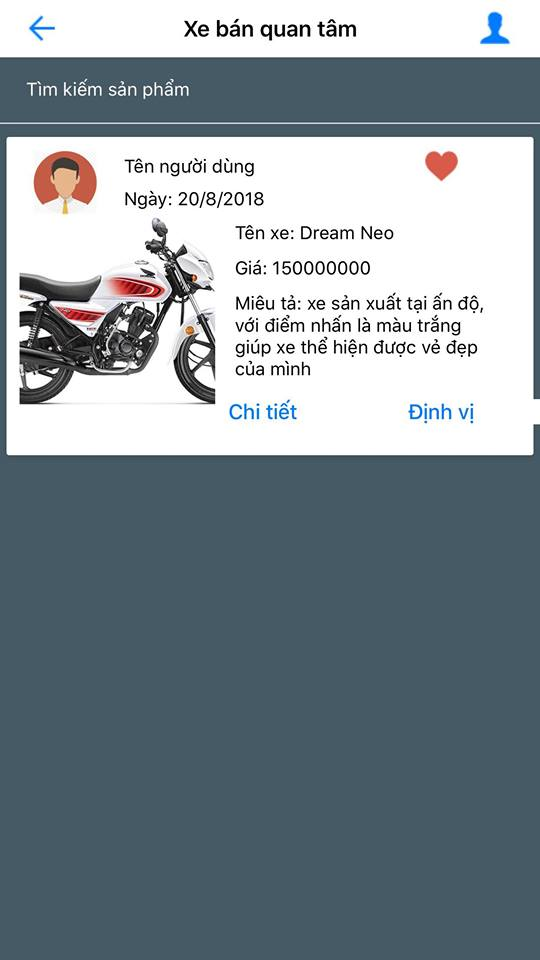 Xe bán quan tâm
Tìm kiếm sản phẩm
Tên người dùng
Ngày: 20/8/2018
Tên xe: Dream Neo
Giá: 150000000
Miêu tả: xe sản xuất tại ấn độ,
với điểm nhấn là màu trắng
giúp xe thể hiện được vẻ đẹp
của mình
Chi tiết
Định vị